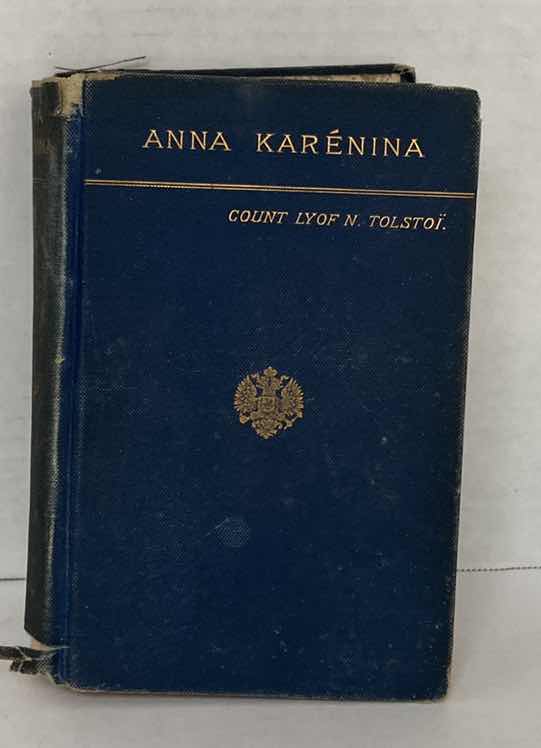 ANNA KARÉNINA
COUNT LYOF N. TOLSTOÏ.